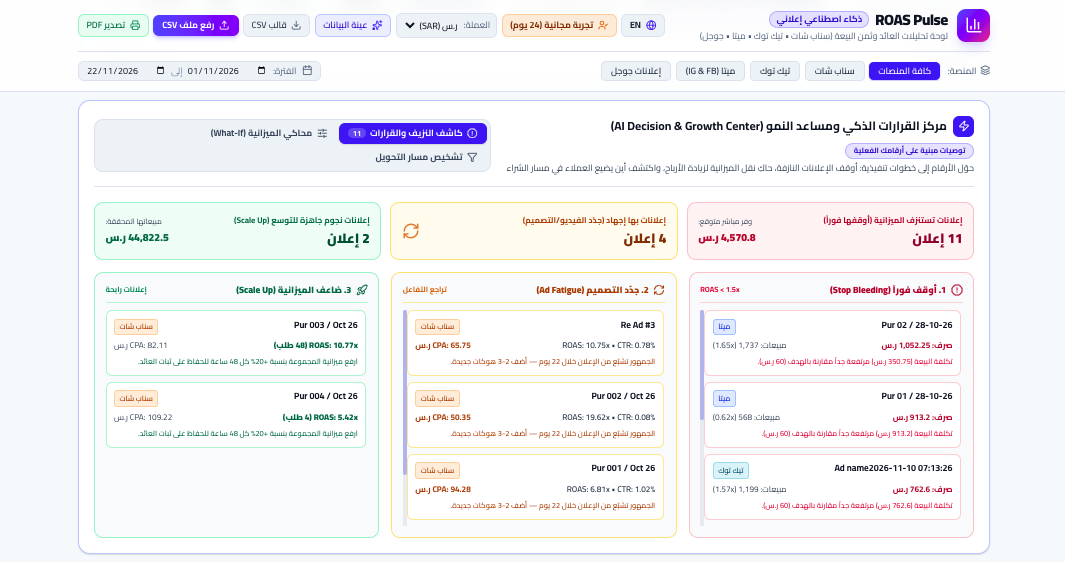 ROAS Pulse ذكاء اصطناعي إعلاني
لوحة تحليلات العائد وثمن البيعة (سناب شات • تيك توك • ميتا • جوجل)
EN
تجربة مجانية (24 يوم)
العملة: ر.س (SAR)
عينة البيانات
قالب CSV
رفع ملف CSV
تصدير PDF
المنصة: كافة المنصات سناب شات تيك توك ميتا (IG & FB) إعلانات جوجل
الفترة: 01/11/2026 إلى 22/11/2026
مركز القرارات الذكي ومساعد النمو (AI Decision & Growth Center)
توصيات مبنية على أرقامك الفعلية
حوّل الأرقام إلى خطوات تنفيذية: أوقف الإعلانات النازفة، حاكِ نقل الميزانية لزيادة الأرباح، واكتشف أين يضيع العملاء في مسار الشراء
كاشف النزيف والقرارات 11
محاكي الميزانية (What-If)
تشخيص مسار التحويل
إعلانات تستنزف الميزانية (أوقفها فوراً)
11 إعلان
وفر مباشر متوقع:
4,570.8 ر.س
إعلانات بها إجهاد (جدّد الفيديو/التصميم)
4 إعلان
إعلانات نجوم جاهزة للتوسع (Scale Up)
2 إعلان
مبيعاتها المحققة:
44,822.5 ر.س
1. أوقف فوراً (Stop Bleeding)
ROAS < 1.5x
Pur 02 / 28-10-26
ميتا
صرف: 1,052.25 ر.س
مبيعات: 1,737 (1.65x)
تكلفة البيعة (350.75 ر.س) مرتفعة جداً مقارنة بالهدف (60 ر.س).
Pur 01 / 28-10-26
ميتا
صرف: 913.2 ر.س
مبيعات: 568 (0.62x)
تكلفة البيعة (913.2 ر.س) مرتفعة جداً مقارنة بالهدف (60 ر.س).
Ad name2026-11-10 07:13:26
تيك توك
صرف: 762.6 ر.س
مبيعات: 1,199 (1.57x)
تكلفة البيعة (762.6 ر.س) مرتفعة جداً مقارنة بالهدف (60 ر.س).
2. جدّد التصميم (Ad Fatigue)
تراجع التفاعل
Re Ad #3
سناب شات
ROAS: 10.75x • CTR: 0.78%
CPA: 65.75 ر.س
الجمهور تشبّع من الإعلان خلال 22 يوم — أضف 2-3 هوكات جديدة.
Pur 002 / Oct 26
سناب شات
ROAS: 19.62x • CTR: 0.08%
CPA: 50.35 ر.س
الجمهور تشبّع من الإعلان خلال 22 يوم — أضف 2-3 هوكات جديدة.
Pur 001 / Oct 26
سناب شات
ROAS: 6.81x • CTR: 1.02%
CPA: 94.28 ر.س
الجمهور تشبّع من الإعلان خلال 22 يوم — أضف 2-3 هوكات جديدة.
3. ضاعف الميزانية (Scale Up)
إعلانات رابحة
Pur 003 / Oct 26
سناب شات
ROAS: 10.77x (48 طلب)
CPA: 82.11 ر.س
ارفع ميزانية المجموعة بنسبة +20% كل 48 ساعة للحفاظ على ثبات العائد.
Pur 004 / Oct 26
سناب شات
ROAS: 5.42x (4 طلب)
CPA: 109.22 ر.س
ارفع ميزانية المجموعة بنسبة +20% كل 48 ساعة للحفاظ على ثبات العائد.